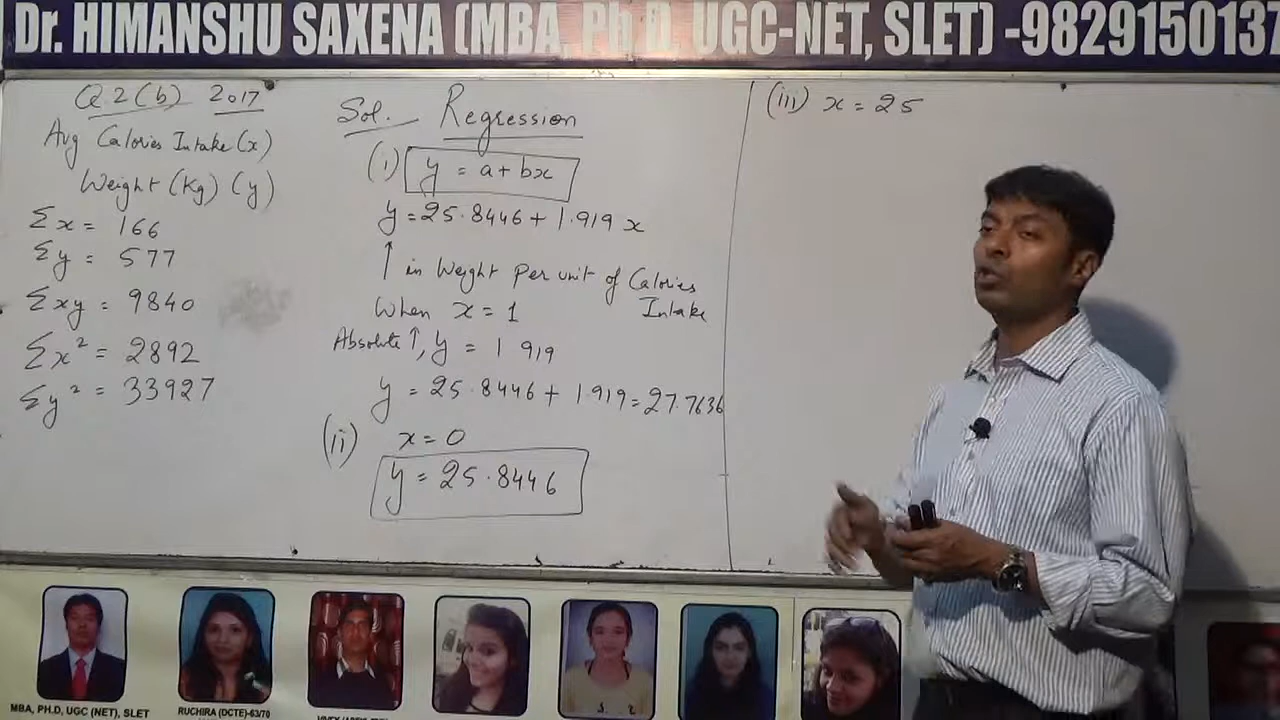 Dr. HIMANSHU SAXENA (MBA, Ph.D. UGC-NET, SLET) -9829150137
Q.2(b) 2017
Avg Calories Intake (x)
Weight (Kg) (y)
Σx = 166
Σy = 577
Σxy = 9840
Σx² = 2892
Σy² = 33927
Sol. Regression
(i) y = a+bx
y = 25.8446 + 1.919 x
↑ in Weight per unit of Calories
Intake
When x = 1
Absolute ↑, y = 1 919
y = 25.8446 + 1.919 = 27.7636
(ii) x = 0
y = 25.8446
(iii) x = 25
MBA, PH.D, UGC (NET), SLET
RUCHIRA (DCTE)-63/70